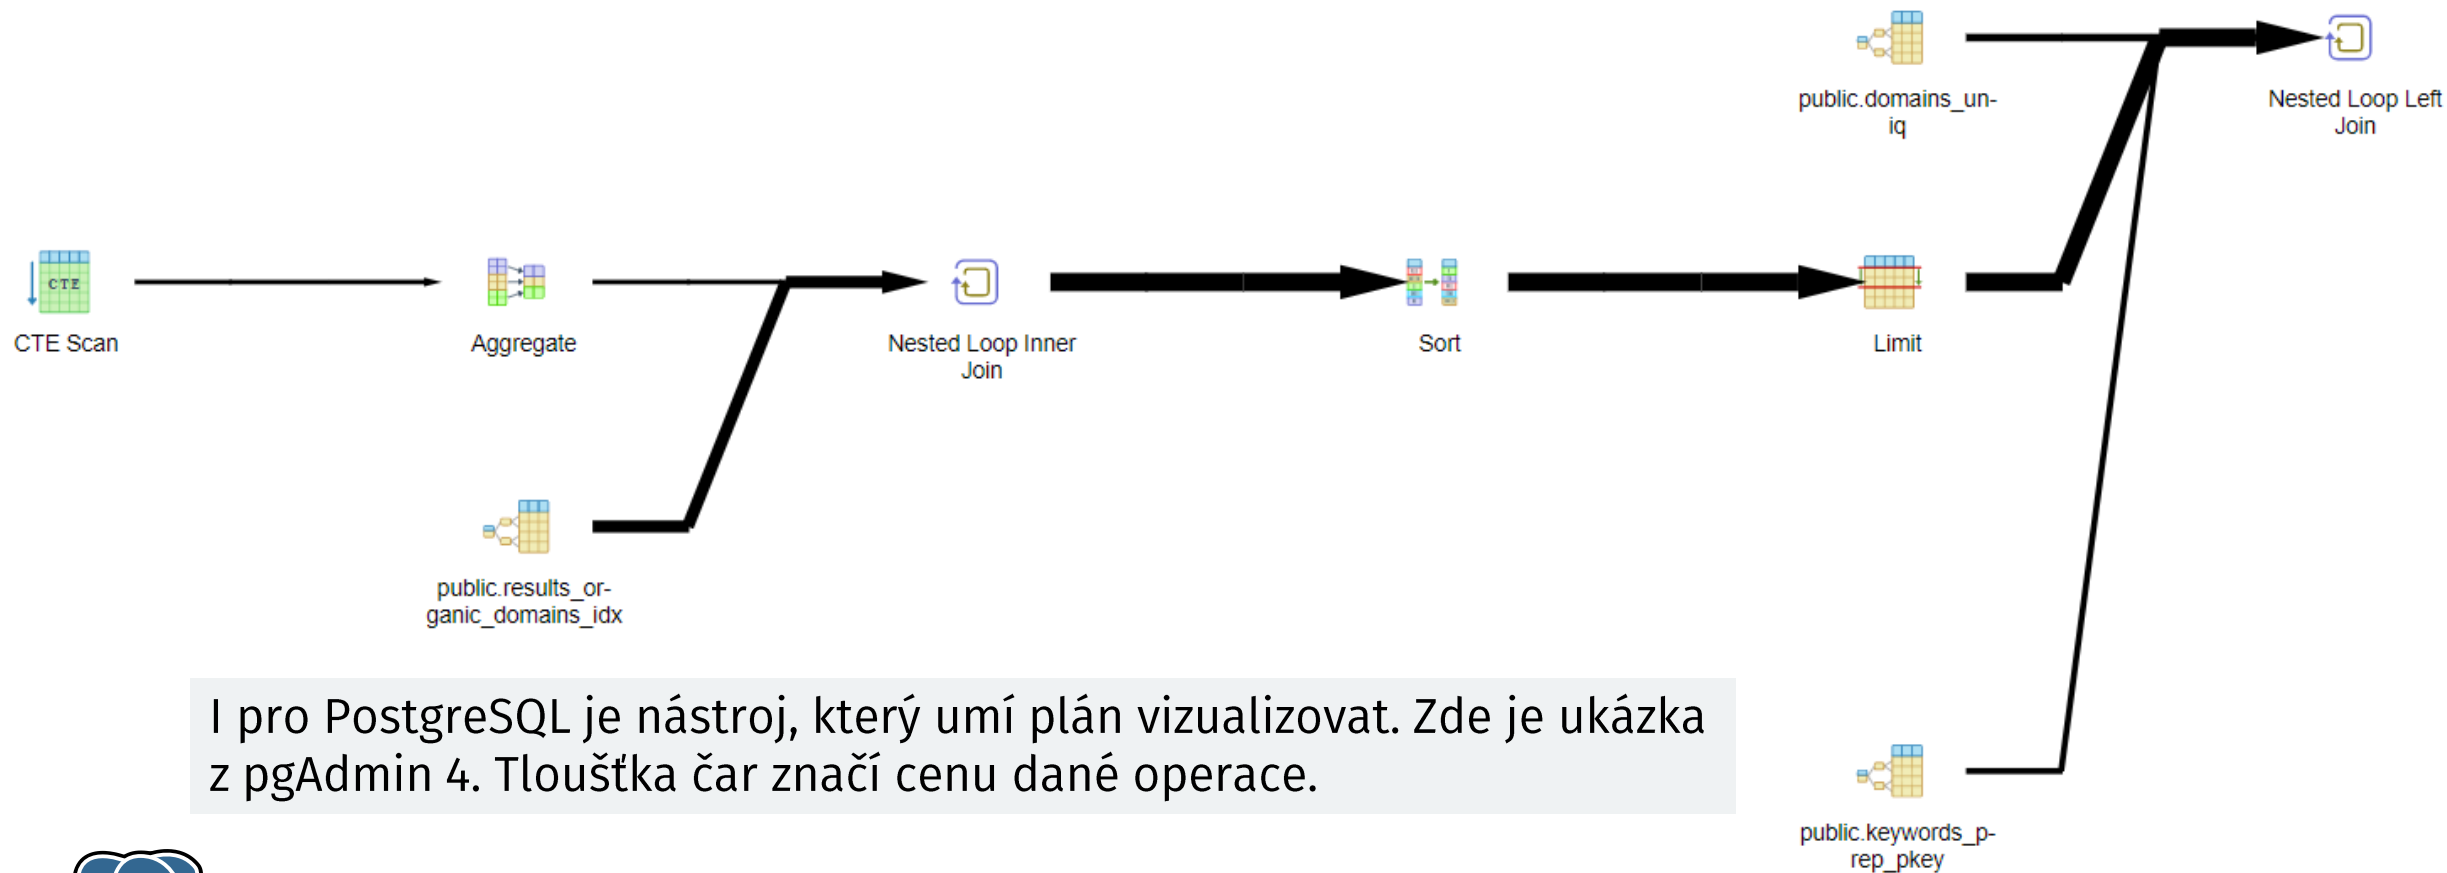 public.domains_un-
iq
Nested Loop Left
Join
CTE
CTE Scan
Aggregate
Nested Loop Inner
Join
Sort
Limit
public.results_or-
ganic_domains_idx
I pro PostgreSQL je nástroj, který umí plán vizualizovat. Zde je ukázka
z pgAdmin 4. Tloušťka čar značí cenu dané operace.
public.keywords_p-
rep_pkey